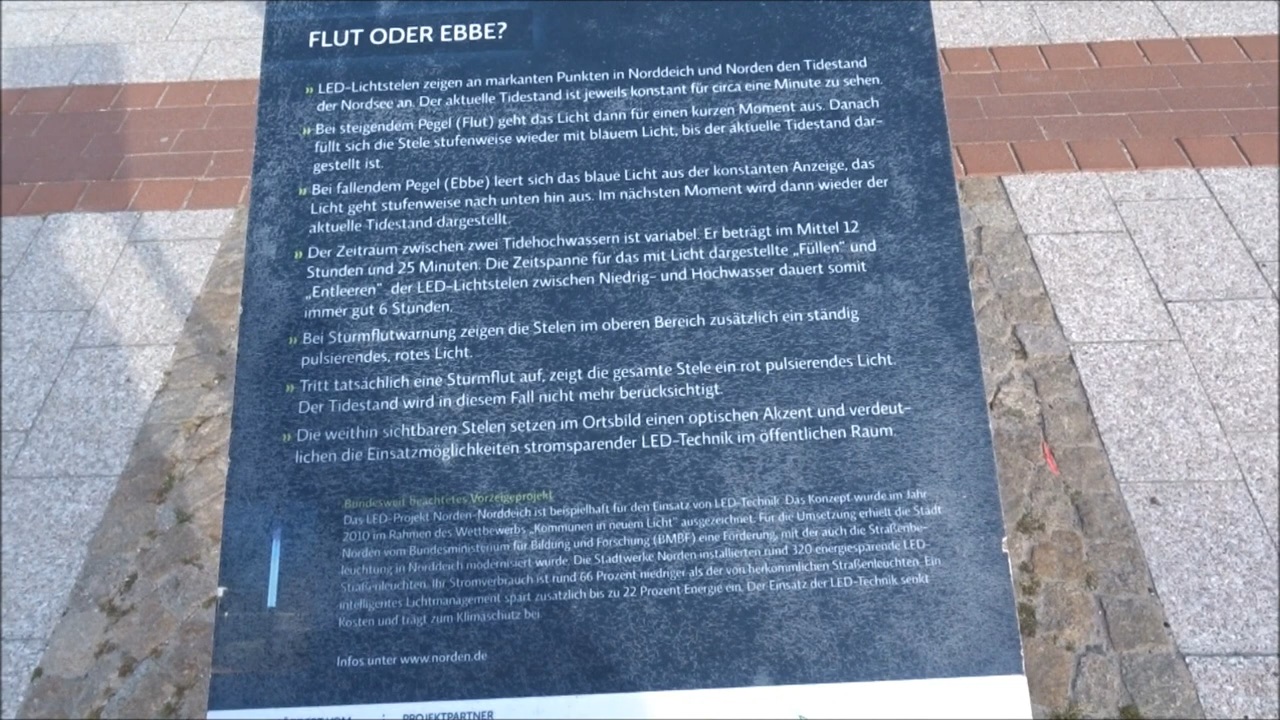 FLUT ODER EBBE?
» LED-Lichtstelen zeigen an markanten Punkten in Norddeich und Norden den Tidestand
der Nordsee an. Der aktuelle Tidestand ist jeweils konstant für circa eine Minute zu sehen.
» Bei steigendem Pegel (Flut) geht das Licht dann für einen kurzen Moment aus. Danach
füllt sich die Stele stufenweise wieder mit blauem Licht, bis der aktuelle Tidestand dar-
gestellt ist.
» Bei fallendem Pegel (Ebbe) leert sich das blaue Licht aus der konstanten Anzeige, das
Licht geht stufenweise nach unten hin aus. Im nächsten Moment wird dann wieder der
aktuelle Tidestand dargestellt.
» Der Zeitraum zwischen zwei Tidehochwassern ist variabel. Er beträgt im Mittel 12
Stunden und 25 Minuten. Die Zeitspanne für das mit Licht dargestellte „Füllen" und
„Entleeren" der LED-Lichtstelen zwischen Niedrig- und Hochwasser dauert somit
immer gut 6 Stunden.
» Bei Sturmflutwarnung zeigen die Stelen im oberen Bereich zusätzlich ein ständig
pulsierendes, rotes Licht.
» Tritt tatsächlich eine Sturmflut auf, zeigt die gesamte Stele ein rot pulsierendes Licht.
Der Tidestand wird in diesem Fall nicht mehr berücksichtigt.
» Die weithin sichtbaren Stelen setzen im Ortsbild einen optischen Akzent und verdeut-
lichen die Einsatzmöglichkeiten stromsparender LED-Technik im öffentlichen Raum.
Bundesweit beachtetes Vorzeigeprojekt
Das LED-Projekt Norden-Norddeich ist beispielhaft für den Einsatz von LED-Technik. Das Konzept wurde im Jahr
2010 im Rahmen des Wettbewerbs „Kommunen in neuem Licht" ausgezeichnet. Für die Umsetzung erhielt die Stadt
Norden vom Bundesministerium für Bildung und Forschung (BMBF) eine Förderung, mit der auch die Straßenbe-
leuchtung in Norddeich modernisiert wurde. Die Stadtwerke Norden installierten rund 320 energiesparende LED-
Straßenleuchten. Ihr Stromverbrauch ist rund 66 Prozent niedriger als der von herkömmlichen Straßenleuchten. Ein
intelligentes Lichtmanagement spart zusätzlich bis zu 22 Prozent Energie ein. Der Einsatz der LED-Technik senkt
Kosten und trägt zum Klimaschutz bei.
Infos unter www.norden.de
PROJEKTPARTNER